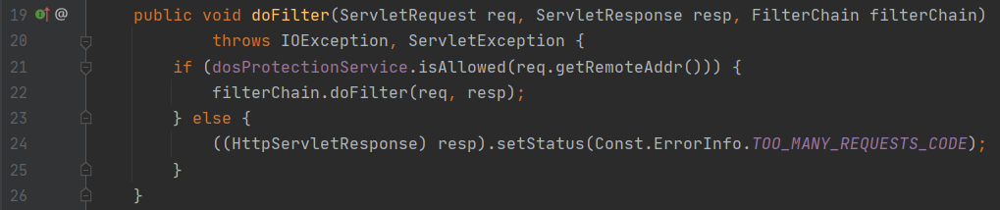 19 @ public void doFilter(ServletRequest req, ServletResponse resp, FilterChain filterChain)
20 throws IOException, ServletException {
21 if (dosProtectionService.isAllowed(req.getRemoteAddr())) {
22 filterChain.doFilter(req, resp);
23 } else {
24 ((HttpServletResponse) resp).setStatus(Const.ErrorInfo.TOO_MANY_REQUESTS_CODE);
25 }
26 }